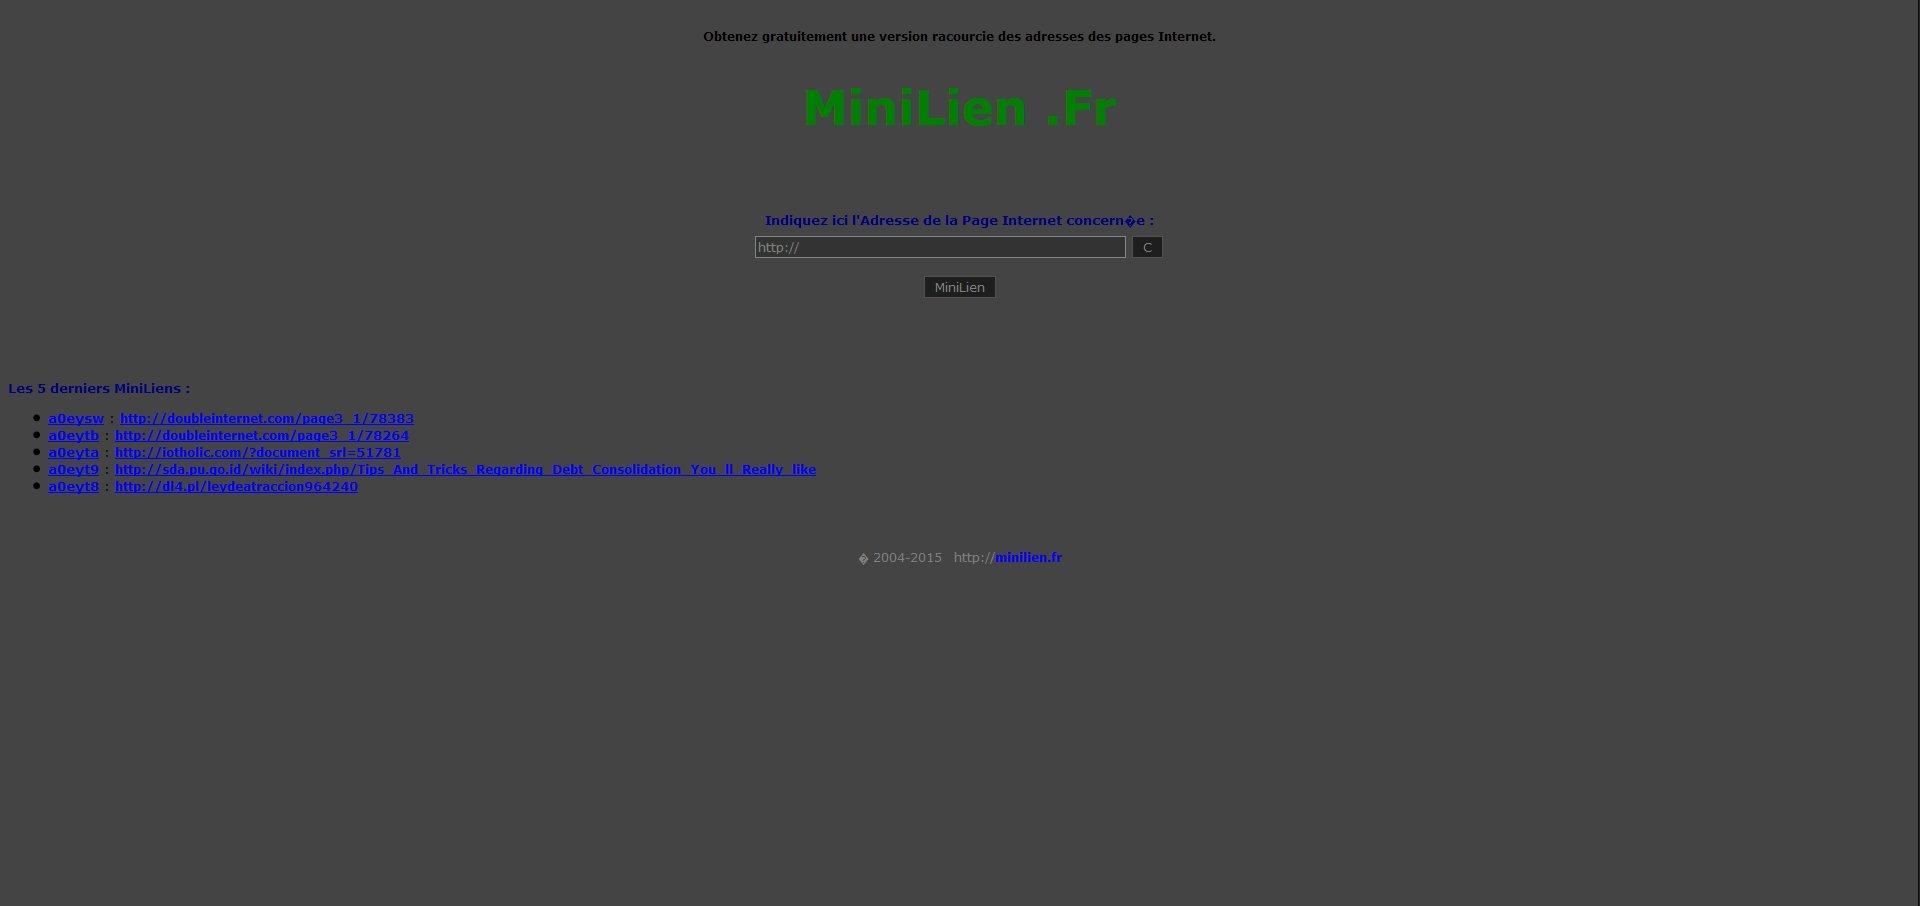 Obtenez gratuitement une version racourcie des adresses des pages Internet.
MiniLien .Fr
Indiquez ici l'Adresse de la Page Internet concern�e :
http:// C
MiniLien
Les 5 derniers MiniLiens :
a0eysw : http://doubleinternet.com/page3_1/78383
a0eytb : http://doubleinternet.com/page3_1/78264
a0eyta : http://iotholic.com/?document_srl=51781
a0eyt9 : http://sda.pu.go.id/wiki/index.php/Tips_And_Tricks_Regarding_Debt_Consolidation_You_ll_Really_like
a0eyt8 : http://dl4.pl/leydeatraccion964240
� 2004-2015 http://minilien.fr